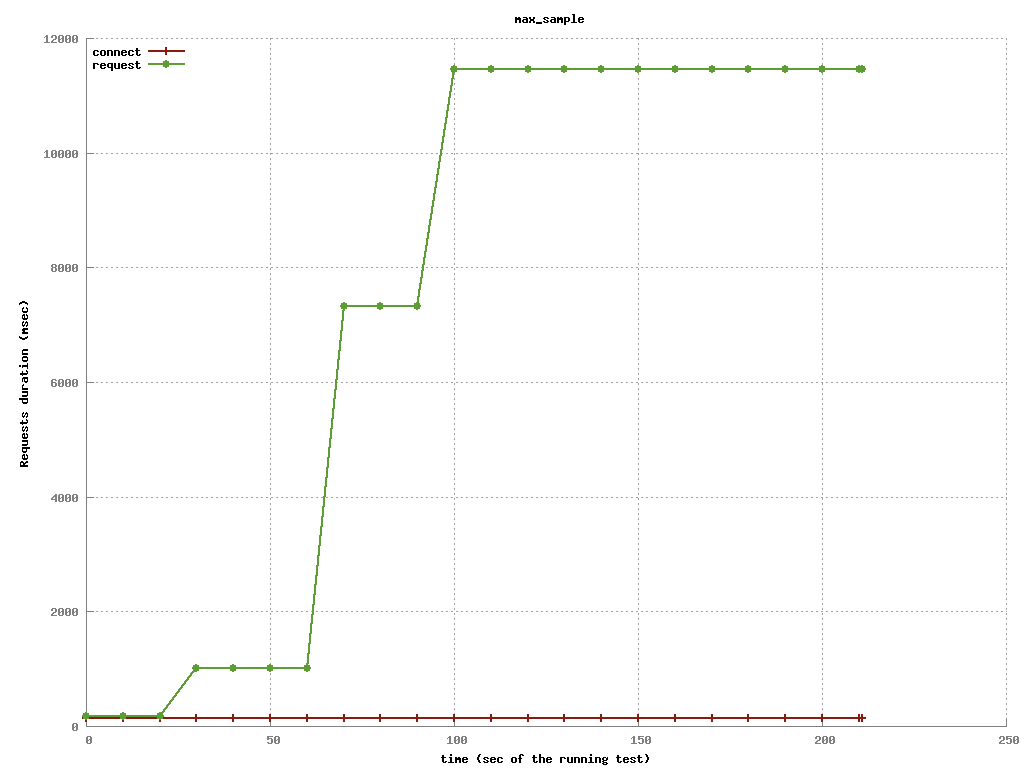 max_sample
12000
connect
request
10000
8000
6000
4000
2000
0
Requests duration (msec)
0 50 100 150 200 250
time (sec of the running test)